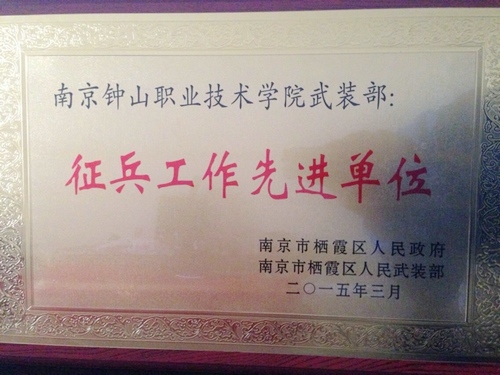 南京钟山职业技术学院武装部:
征兵工作先进单位
南京市栖霞区人民政府
南京市栖霞区人民武装部
二〇一五年三月